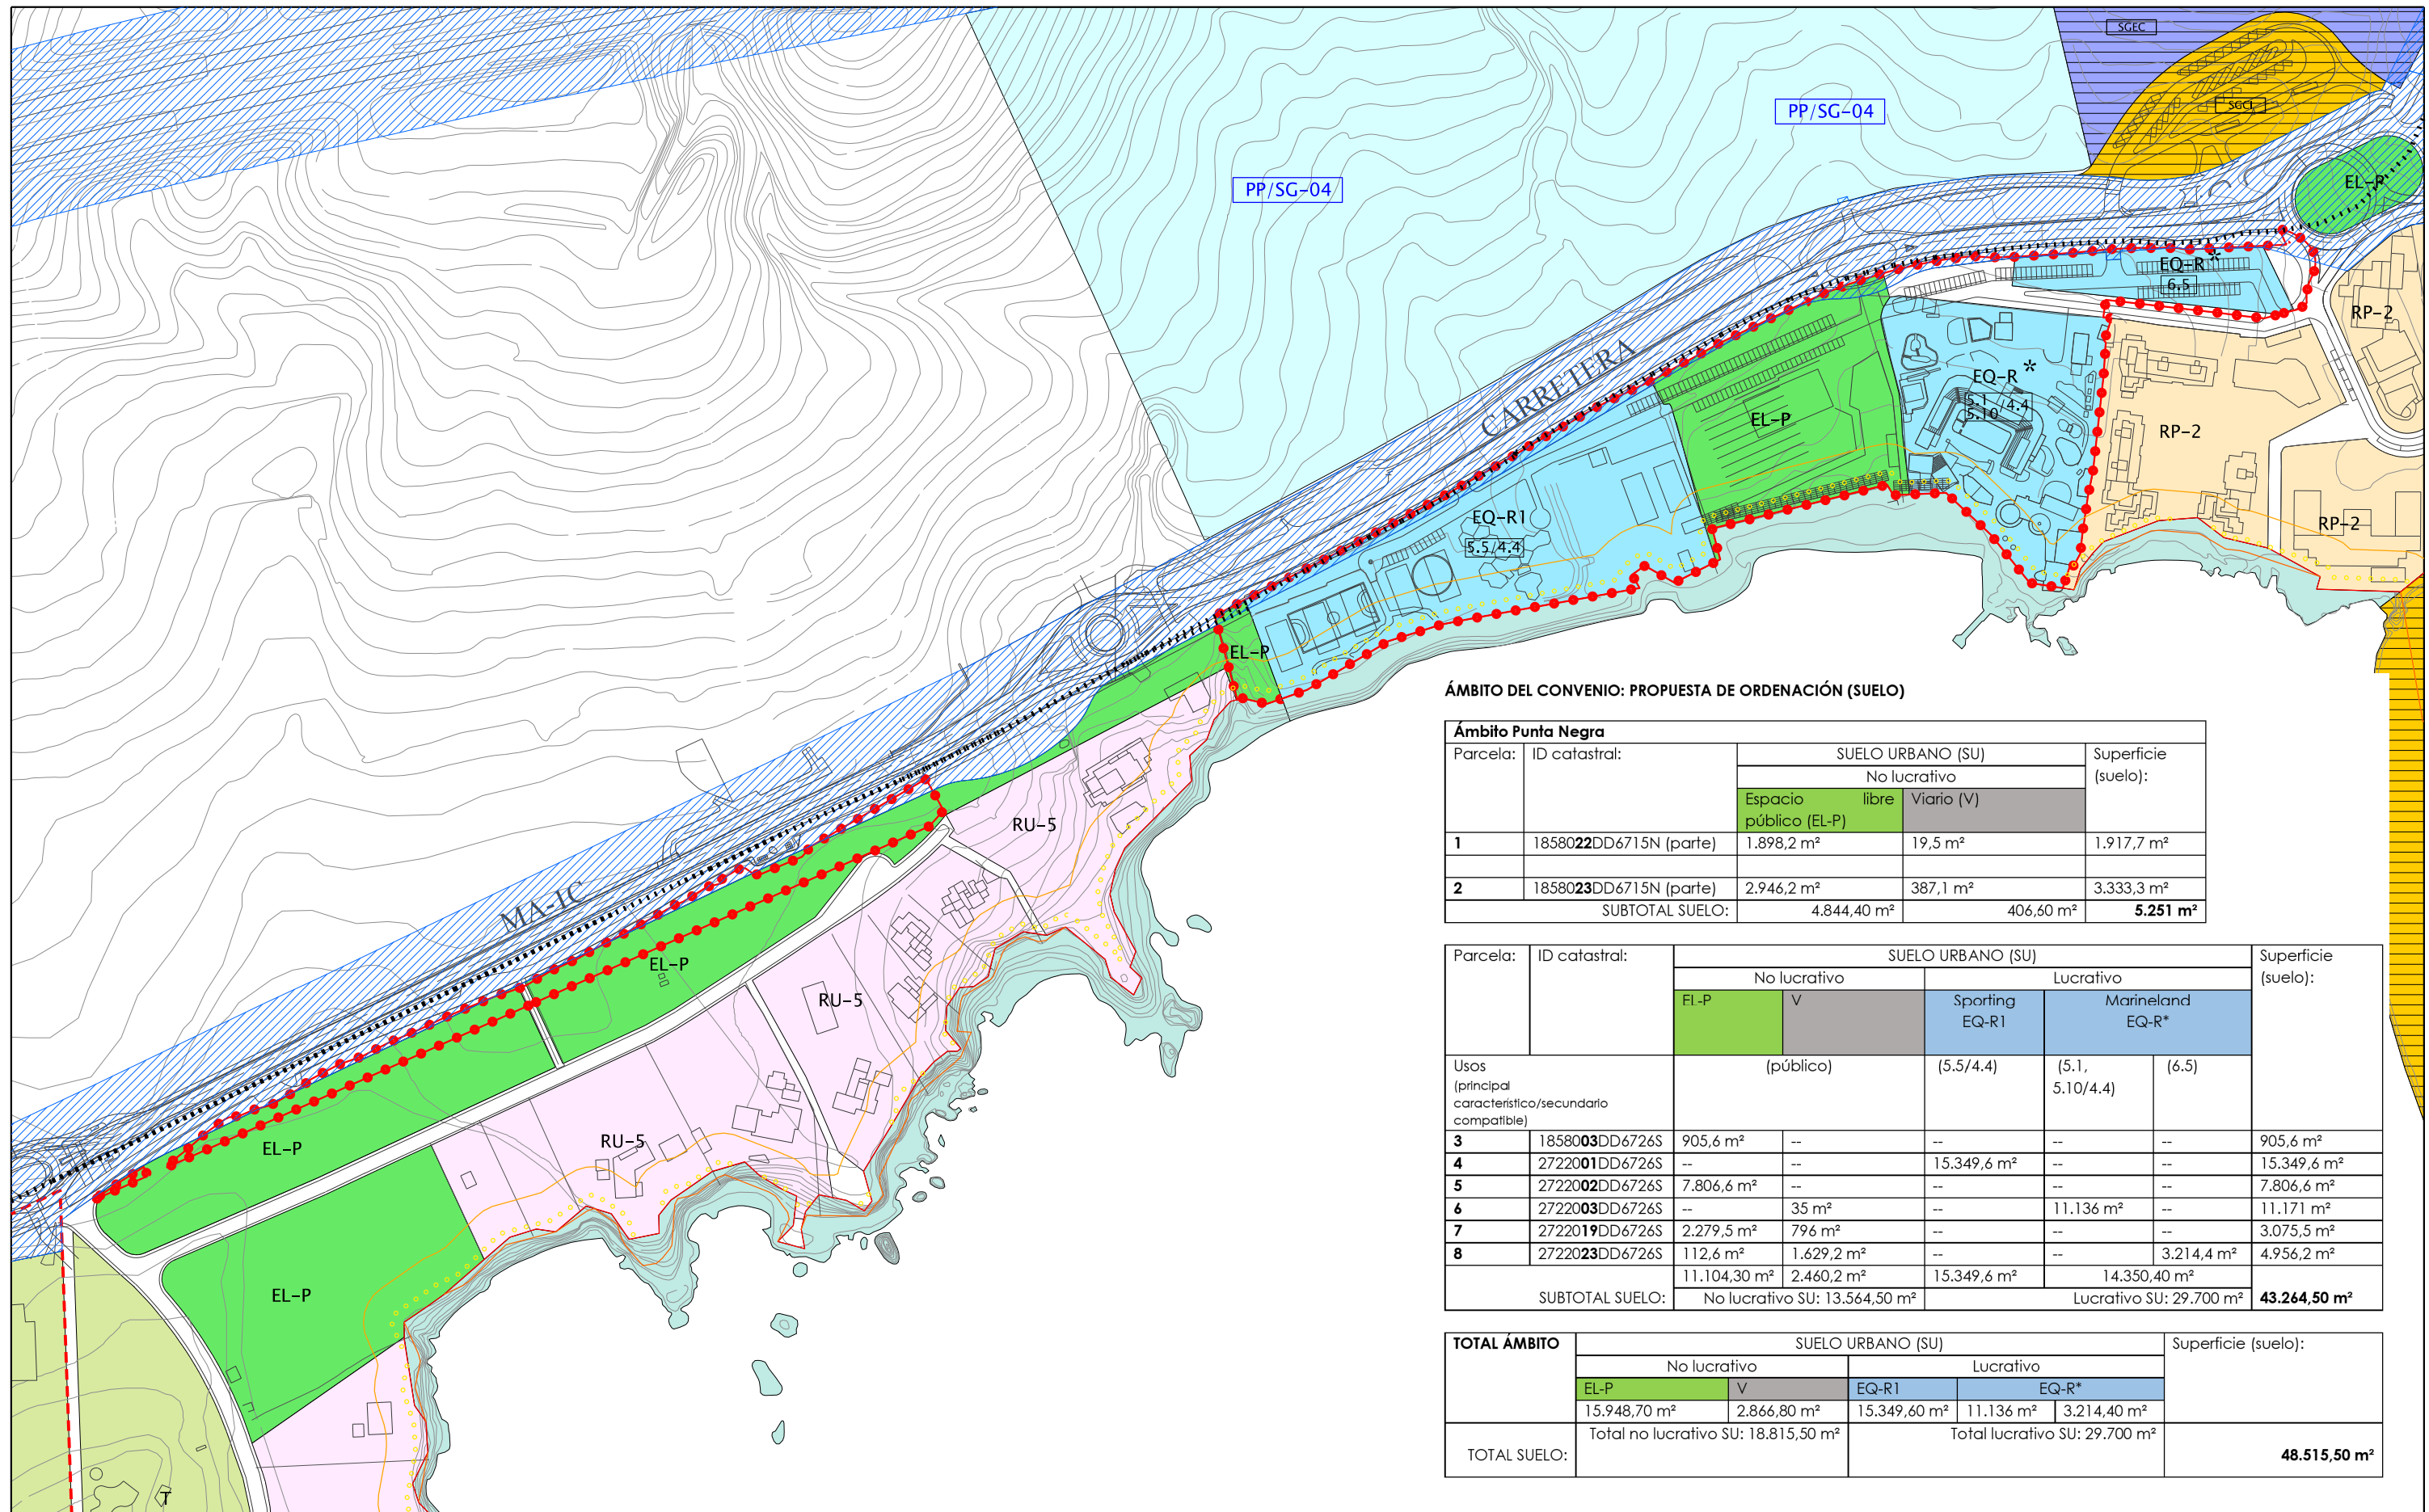 SGEC
SGCL
PP/SG-04
PP/SG-04
EL-P
EQ-R*
6.5
RP-2
CARRETERA
EQ-R*
5.1
5.10/4.4
EL-P
RP-2
EQ-R1
5.5/4.4
RP-2
EL-P
RU-5
MA-1C
EL-P
RU-5
EL-P
RU-5
EL-P
T
ÁMBITO DEL CONVENIO: PROPUESTA DE ORDENACIÓN (SUELO)
Ámbito Punta Negra
Parcela: ID catastral: SUELO URBANO (SU) Superficie (suelo):
No lucrativo
Espacio libre público (EL-P) Viario (V)
1 1858022DD6715N (parte) 1.898,2 m² 19,5 m² 1.917,7 m²
2 1858023DD6715N (parte) 2.946,2 m² 387,1 m² 3.333,3 m²
SUBTOTAL SUELO: 4.844,40 m² 406,60 m² 5.251 m²
Parcela: ID catastral: SUELO URBANO (SU) Superficie (suelo):
No lucrativo Lucrativo
EL-P V Sporting EQ-R1 Marineland EQ-R*
Usos (público) (5.5/4.4) (5.1, 5.10/4.4) (6.5)
(principal
característico/secundario
compatible)
3 1858003DD6726S 905,6 m² -- -- -- -- 905,6 m²
4 2722001DD6726S -- -- 15.349,6 m² -- -- 15.349,6 m²
5 2722002DD6726S 7.806,6 m² -- -- -- -- 7.806,6 m²
6 2722003DD6726S -- 35 m² -- 11.136 m² -- 11.171 m²
7 2722019DD6726S 2.279,5 m² 796 m² -- -- -- 3.075,5 m²
8 2722023DD6726S 112,6 m² 1.629,2 m² -- -- 3.214,4 m² 4.956,2 m²
11.104,30 m² 2.460,2 m² 15.349,6 m² 14.350,40 m²
SUBTOTAL SUELO: No lucrativo SU: 13.564,50 m² Lucrativo SU: 29.700 m² 43.264,50 m²
TOTAL ÁMBITO SUELO URBANO (SU) Superficie (suelo):
No lucrativo Lucrativo
EL-P V EQ-R1 EQ-R*
15.948,70 m² 2.866,80 m² 15.349,60 m² 11.136 m² 3.214,40 m²
Total no lucrativo SU: 18.815,50 m² Total lucrativo SU: 29.700 m²
TOTAL SUELO: 48.515,50 m²